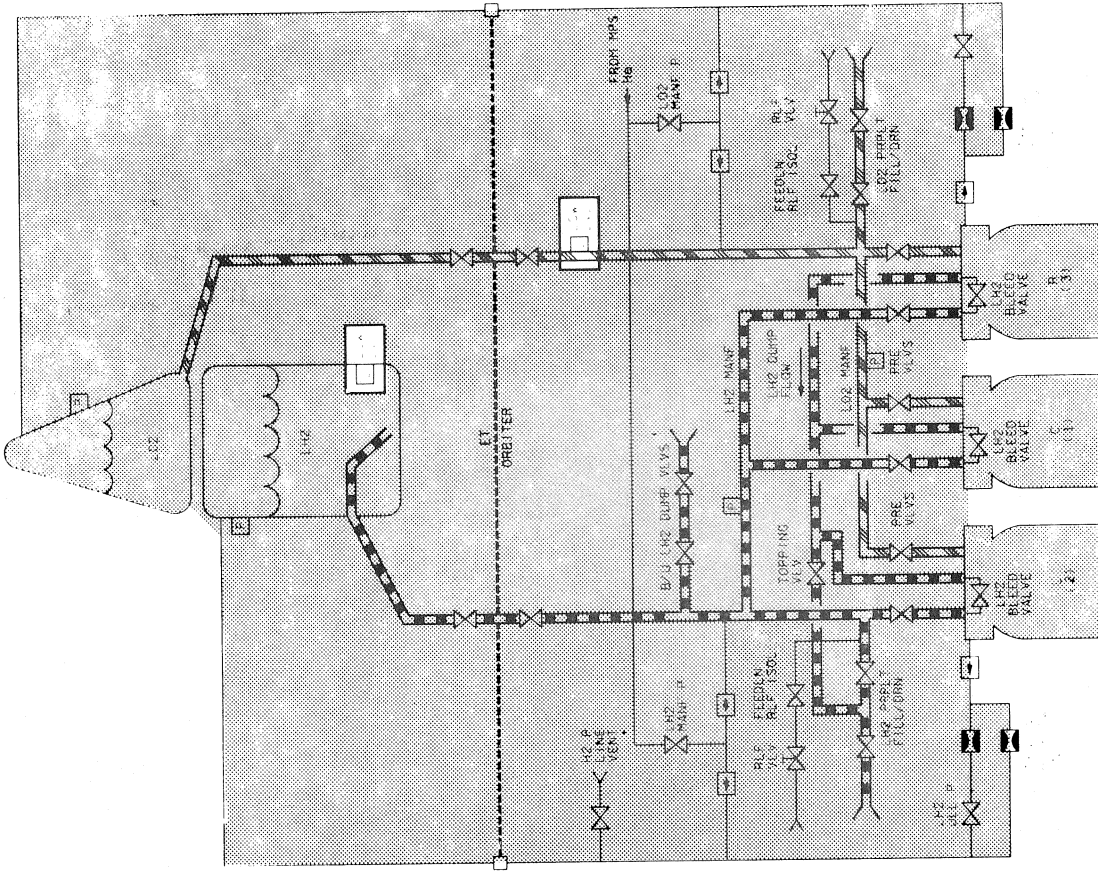 LO2
P
LH2
P
ET
ORBITER
FROM MPS
He
LO2
MANF P
RLF
VLV
FEEDLN
RLF ISOL
LO2 PRPLT
FILL/DRN
LH2 MANF
LH2 DUMP
FLOW
LO2 MANF
P
PRE
VLVS
B/U LH2 DUMP VLVS
P
TOPPING
VLV
PRE
VLVS
H2 P
LINE
VENT
MANF P
FEEDLN
RLF ISOL
RLF
VLV
LH2 PRPLT
FILL/DRN
LH2
BLEED
VALVE
R
(3)
LH2
BLEED
VALVE
C
(1)
LH2
BLEED
VALVE
(2)